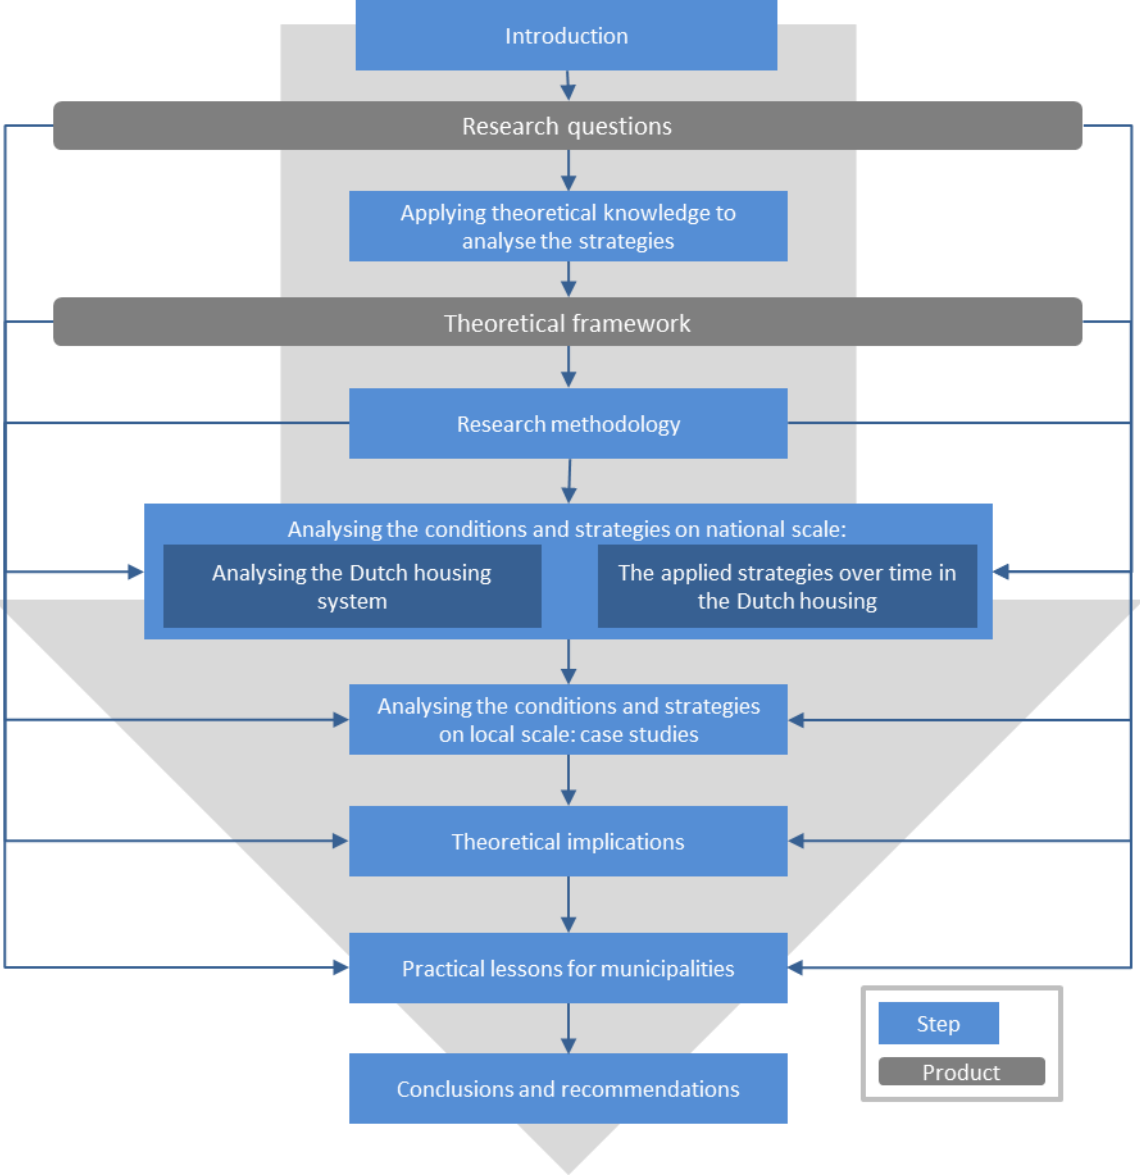 Introduction
Research questions
Applying theoretical knowledge to
analyse the strategies
Theoretical framework
Research methodology
Analysing the conditions and strategies on national scale:
Analysing the Dutch housing
system
The applied strategies over time in
the Dutch housing
Analysing the conditions and strategies
on local scale: case studies
Theoretical implications
Practical lessons for municipalities
Conclusions and recommendations
Step
Product